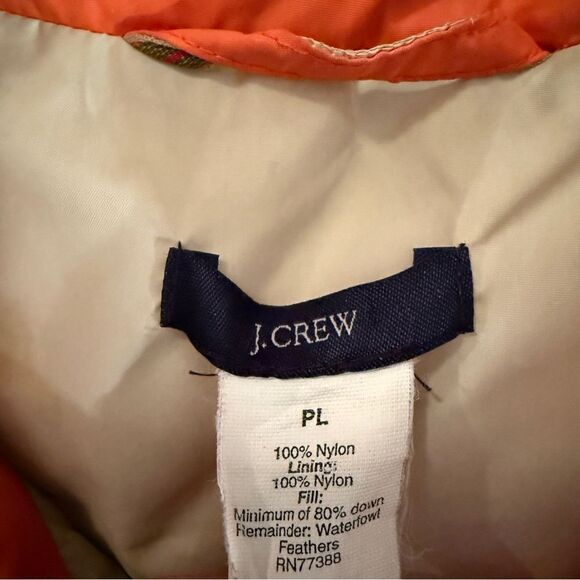 J.CREW
PL
100% Nylon
Lining:
100% Nylon
Fill:
Minimum of 80% down
Remainder: Waterfowl
Feathers
RN77388